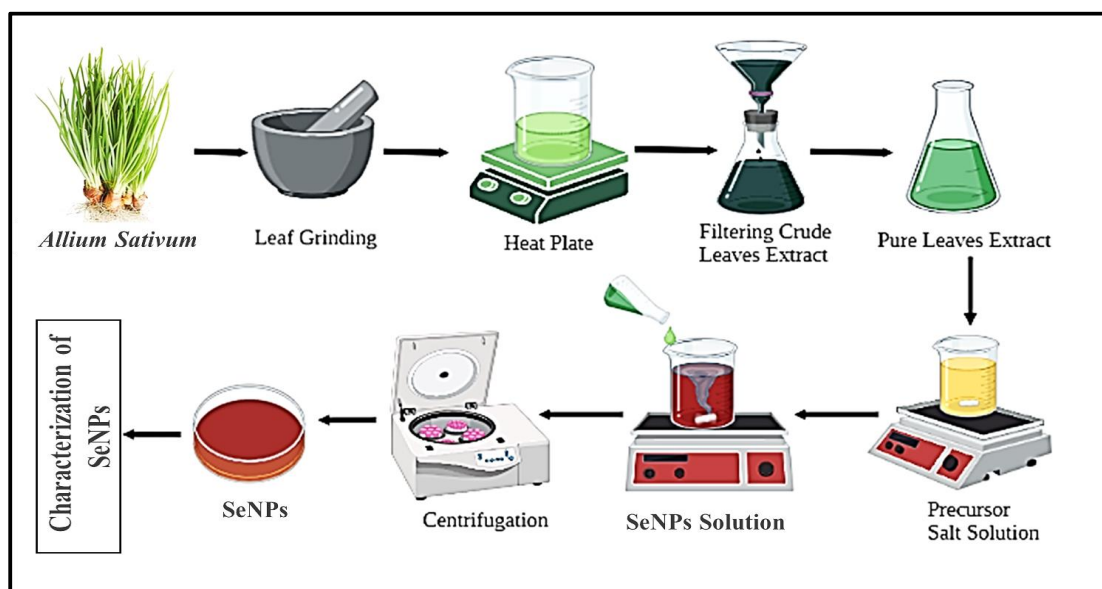 Allium Sativum
Leaf Grinding
Heat Plate
Filtering Crude
Leaves Extract
Pure Leaves Extract
Precursor
Salt Solution
SeNPs Solution
Centrifugation
SeNPs
Characterization of
SeNPs